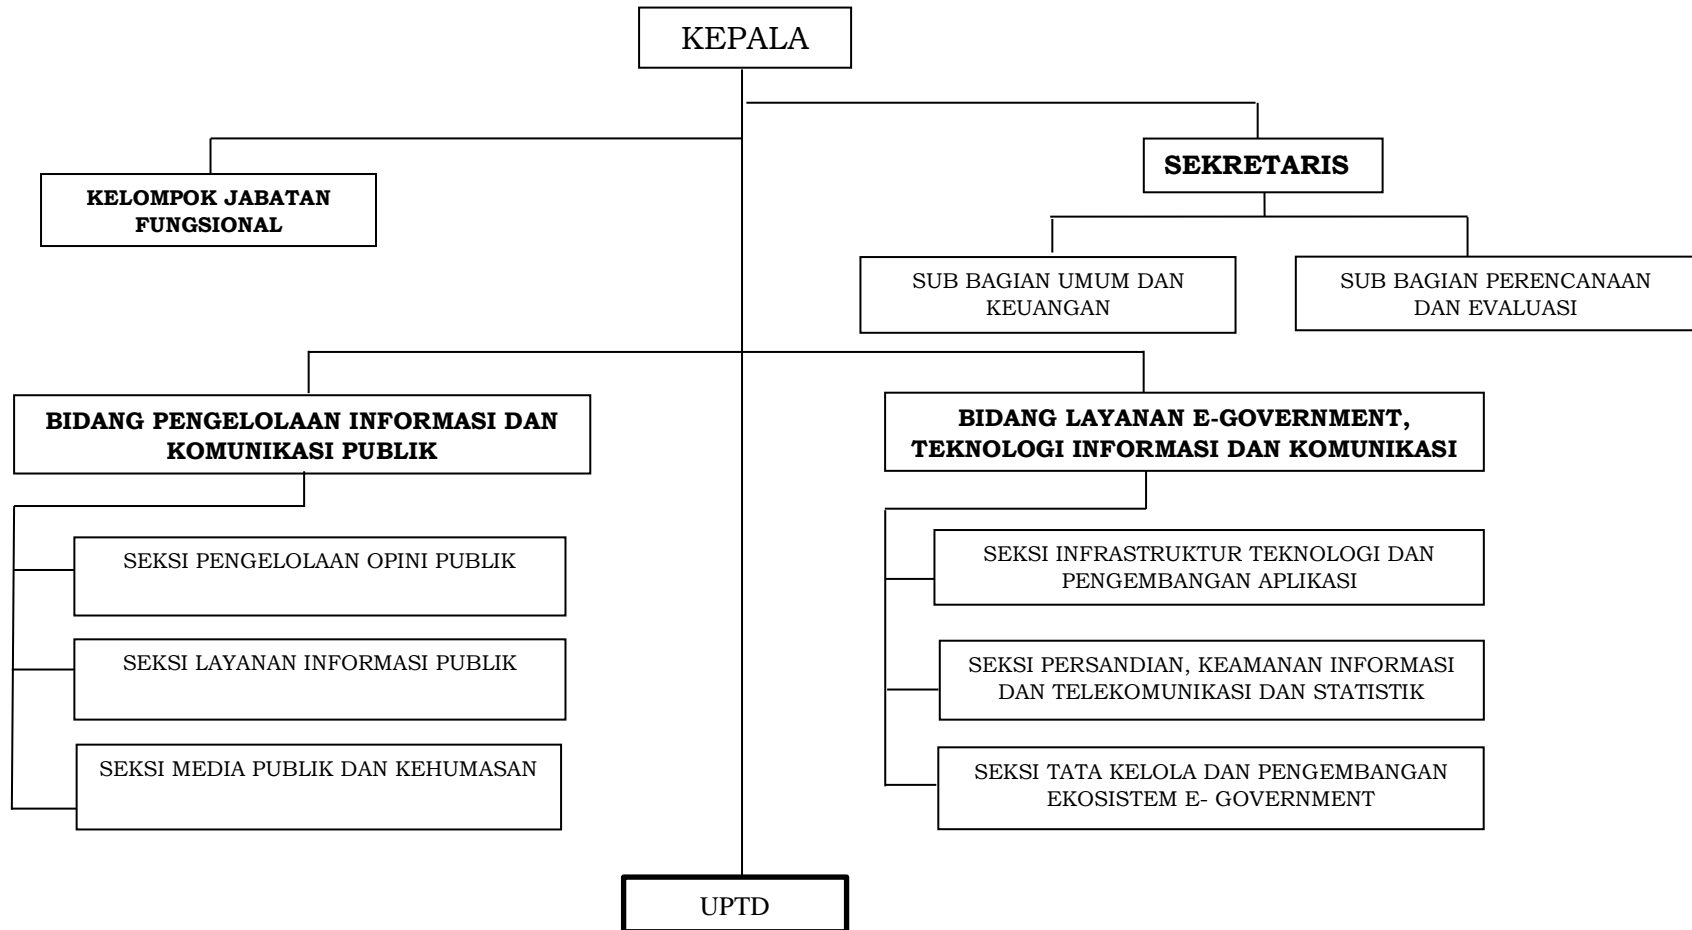 KEPALA
SEKRETARIS
KELOMPOK JABATAN
FUNGSIONAL
SUB BAGIAN UMUM DAN
KEUANGAN
SUB BAGIAN PERENCANAAN
DAN EVALUASI
BIDANG PENGELOLAAN INFORMASI DAN
KOMUNIKASI PUBLIK
BIDANG LAYANAN E-GOVERNMENT,
TEKNOLOGI INFORMASI DAN KOMUNIKASI
SEKSI PENGELOLAAN OPINI PUBLIK
SEKSI LAYANAN INFORMASI PUBLIK
SEKSI MEDIA PUBLIK DAN KEHUMASAN
SEKSI INFRASTRUKTUR TEKNOLOGI DAN
PENGEMBANGAN APLIKASI
SEKSI PERSANDIAN, KEAMANAN INFORMASI
DAN TELEKOMUNIKASI DAN STATISTIK
SEKSI TATA KELOLA DAN PENGEMBANGAN
EKOSISTEM E- GOVERNMENT
UPTD